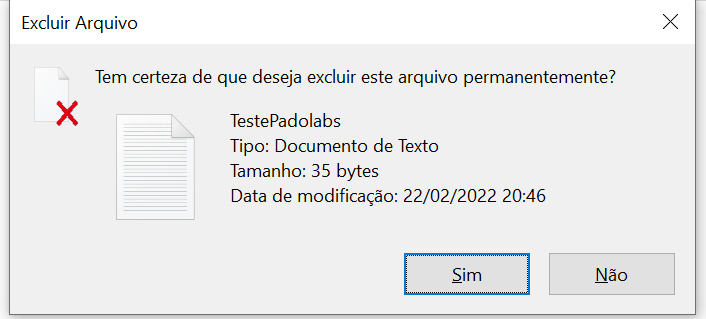 Excluir Arquivo
Tem certeza de que deseja excluir este arquivo permanentemente?
TestePadolabs
Tipo: Documento de Texto
Tamanho: 35 bytes
Data de modificação: 22/02/2022 20:46
Sim
Não